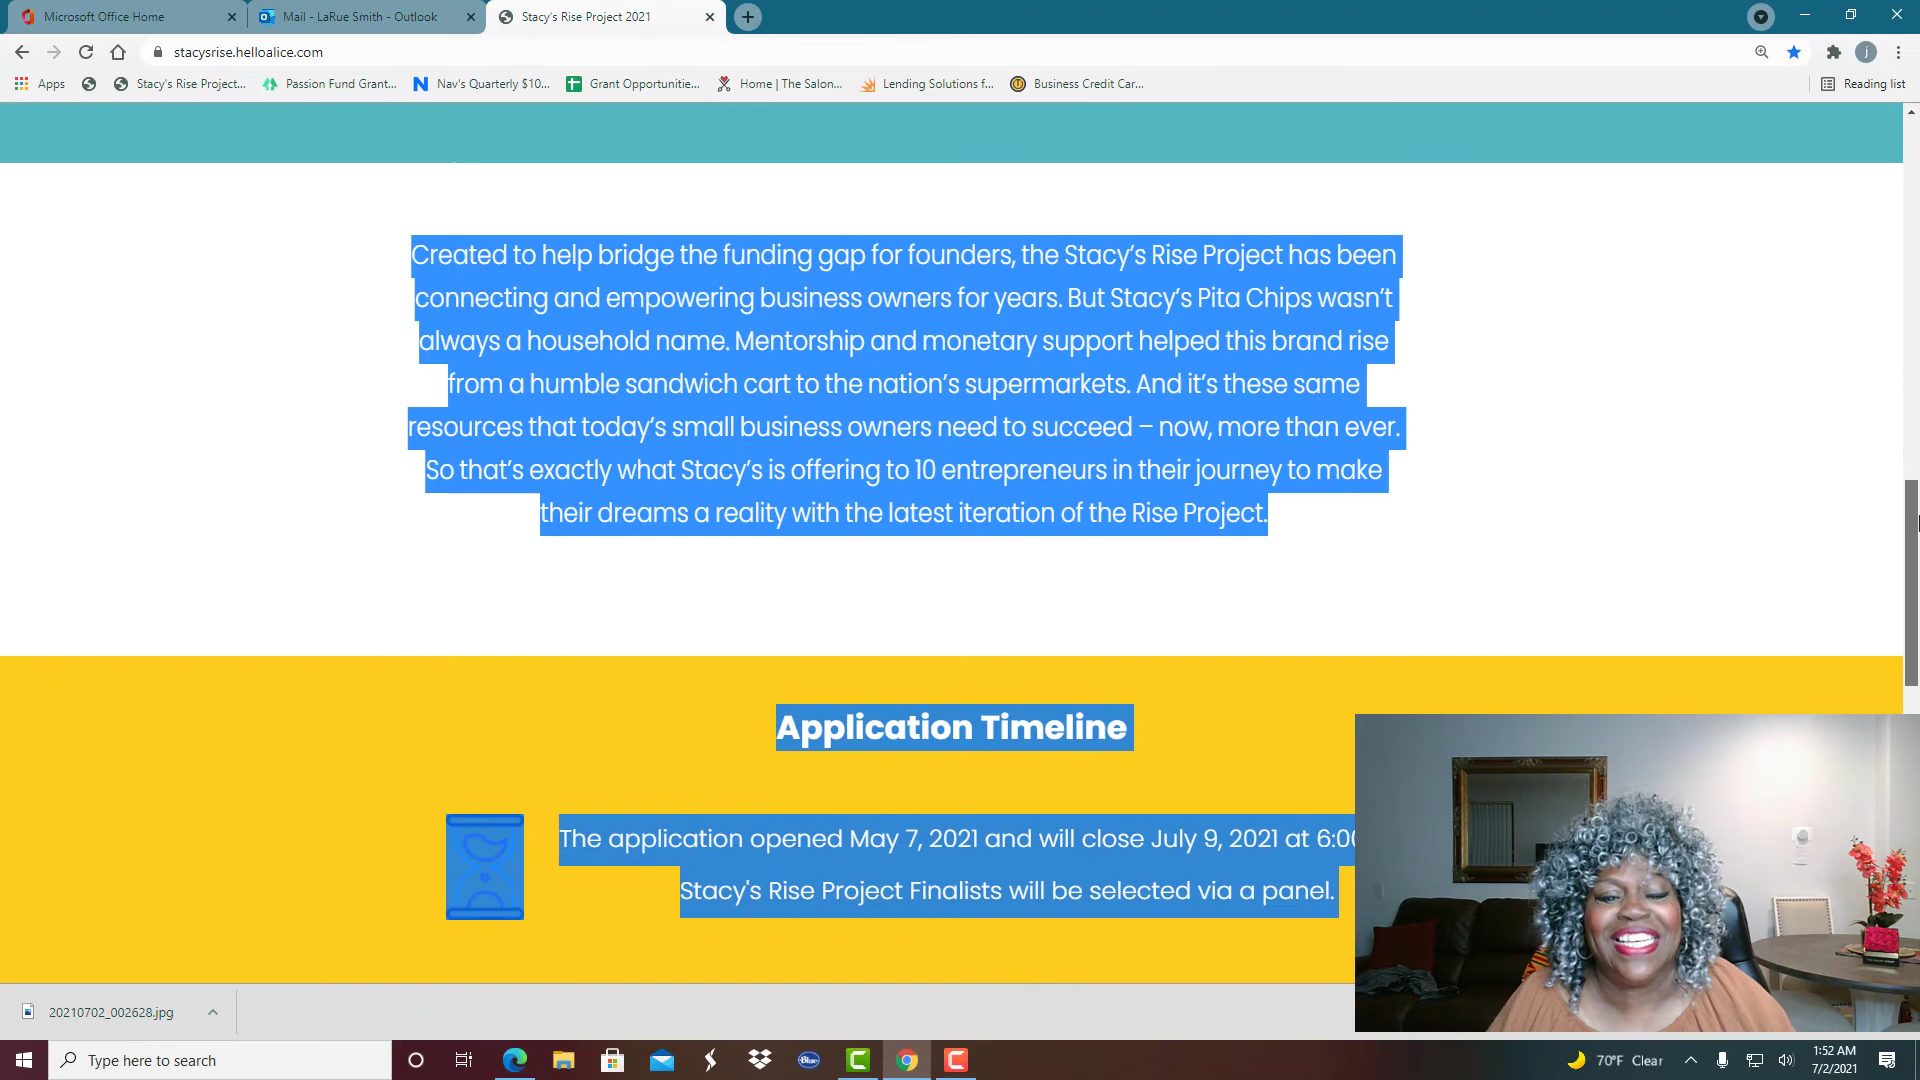 Microsoft Office Home
Mail - LaRue Smith - Outlook
Stacy's Rise Project 2021
stacysrise.helloalice.com
j
Apps
Stacy's Rise Project...
Passion Fund Grant...
Nav's Quarterly $10...
Grant Opportunitie...
Home | The Salon...
Lending Solutions f...
Business Credit Car...
Reading list
Created to help bridge the funding gap for founders, the Stacy’s Rise Project has been
connecting and empowering business owners for years. But Stacy’s Pita Chips wasn’t
always a household name. Mentorship and monetary support helped this brand rise
from a humble sandwich cart to the nation’s supermarkets. And it’s these same
resources that today’s small business owners need to succeed – now, more than ever.
So that’s exactly what Stacy’s is offering to 10 entrepreneurs in their journey to make
their dreams a reality with the latest iteration of the Rise Project.
Application Timeline
The application opened May 7, 2021 and will close July 9, 2021 at 6:00
Stacy's Rise Project Finalists will be selected via a panel.
20210702_002628.jpg
Type here to search
Blue
70°F Clear
1:52 AM
7/2/2021